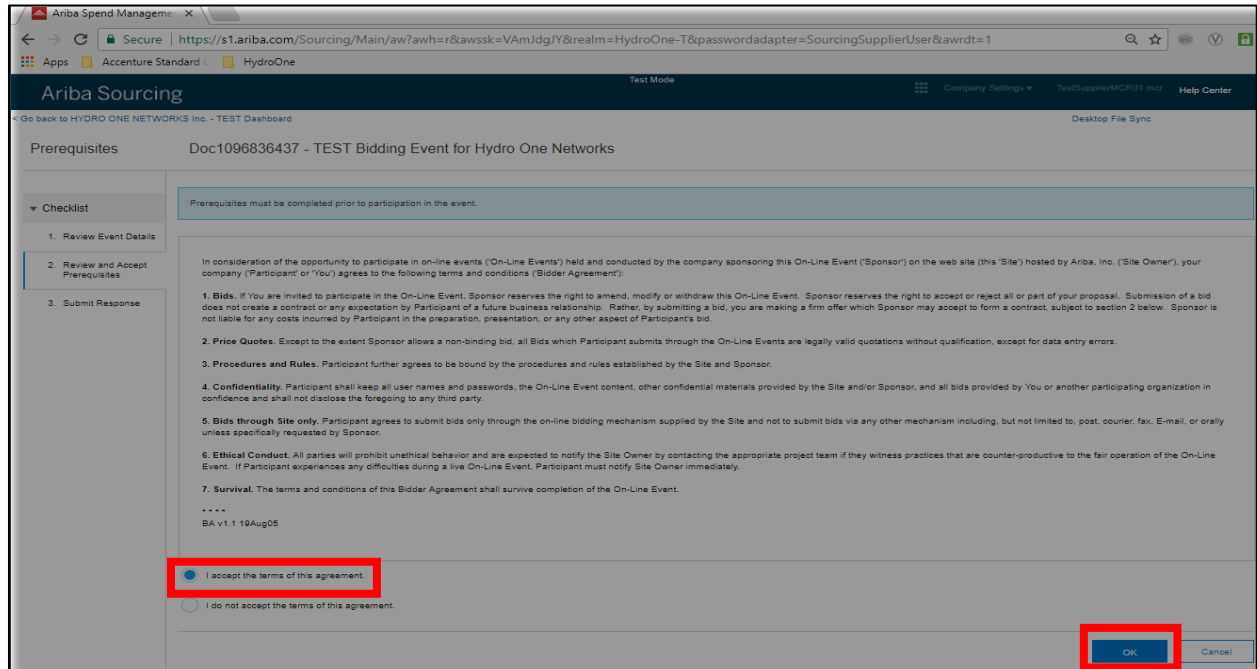 Ariba Spend Managemen
Secure | https://s1.ariba.com/Sourcing/Main/aw?awh=r&awssk=VAmJdgJY&realm=HydroOne-T&passwordadapter=SourcingSupplierUser&awrdt=1
Apps Accenture Standard L HydroOne
Test Mode
Ariba Sourcing Company Settings ▾ TestSupplierMCR01 mcr Help Center
< Go back to HYDRO ONE NETWORKS Inc. - TEST Dashboard Desktop File Sync
Prerequisites Doc1096836437 - TEST Bidding Event for Hydro One Networks
▾ Checklist
1. Review Event Details
2. Review and Accept
Prerequisites
3. Submit Response
Prerequisites must be completed prior to participation in the event.
In consideration of the opportunity to participate in on-line events ('On-Line Events') held and conducted by the company sponsoring this On-Line Event ('Sponsor') on the web site (this 'Site') hosted by Ariba, Inc. ('Site Owner'), your
company ('Participant' or 'You') agrees to the following terms and conditions ('Bidder Agreement'):
1. Bids. If You are invited to participate in the On-Line Event, Sponsor reserves the right to amend, modify or withdraw this On-Line Event. Sponsor reserves the right to accept or reject all or part of your proposal. Submission of a bid
does not create a contract or any expectation by Participant of a future business relationship. Rather, by submitting a bid, you are making a firm offer which Sponsor may accept to form a contract, subject to section 2 below. Sponsor is
not liable for any costs incurred by Participant in the preparation, presentation, or any other aspect of Participant's bid.
2. Price Quotes. Except to the extent Sponsor allows a non-binding bid, all Bids which Participant submits through the On-Line Events are legally valid quotations without qualification, except for data entry errors.
3. Procedures and Rules. Participant further agrees to be bound by the procedures and rules established by the Site and Sponsor.
4. Confidentiality. Participant shall keep all user names and passwords, the On-Line Event content, other confidential materials provided by the Site and/or Sponsor, and all bids provided by You or another participating organization in
confidence and shall not disclose the foregoing to any third party.
5. Bids through Site only. Participant agrees to submit bids only through the on-line bidding mechanism supplied by the Site and not to submit bids via any other mechanism including, but not limited to, post, courier, fax, E-mail, or orally
unless specifically requested by Sponsor.
6. Ethical Conduct. All parties will prohibit unethical behavior and are expected to notify the Site Owner by contacting the appropriate project team if they witness practices that are counter-productive to the fair operation of the On-Line
Event. If Participant experiences any difficulties during a live On-Line Event, Participant must notify Site Owner immediately.
7. Survival. The terms and conditions of this Bidder Agreement shall survive completion of the On-Line Event.
* * * *
BA v1.1 19Aug05
I accept the terms of this agreement.
I do not accept the terms of this agreement.
OK Cancel